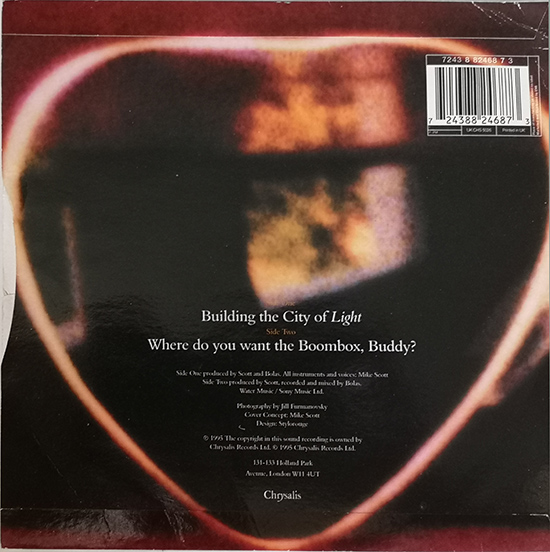 7243 8 82468 7 3
7 24388 24687 3
UK:CHS 5026
Printed in UK
One
Building the City of Light
Side Two
Where do you want the Boombox, Buddy?
Side One produced by Scott and Bolas. All instruments and voices: Mike Scott
Side Two produced by Scott, recorded and mixed by Bolas.
Water Music / Sony Music Ltd.
Photography by Jill Furmanovsky
Cover Concept: Mike Scott
Design: Stylorouge
℗ 1995 The copyright in this sound recording is owned by
Chrysalis Records Ltd. © 1995 Chrysalis Records Ltd.
131-133 Holland Park
Avenue, London W11 4UT
Chrysalis